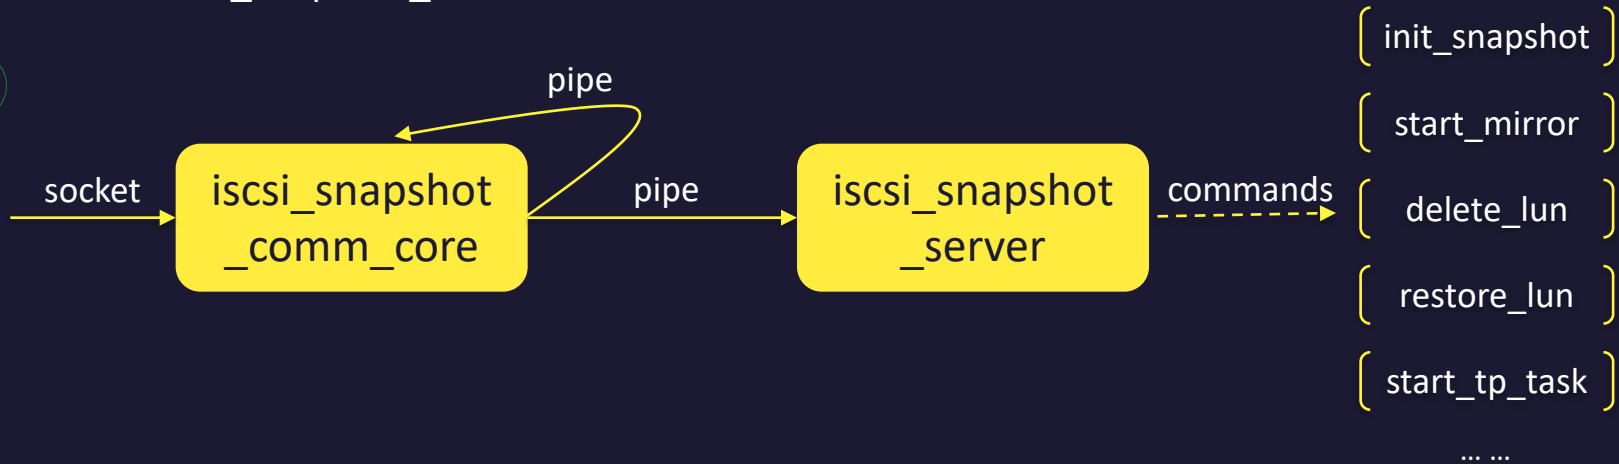 pipe
socket
iscsi_snapshot
_comm_core
pipe
iscsi_snapshot
_server
commands
init_snapshot
start_mirror
delete_lun
restore_lun
start_tp_task
... ...